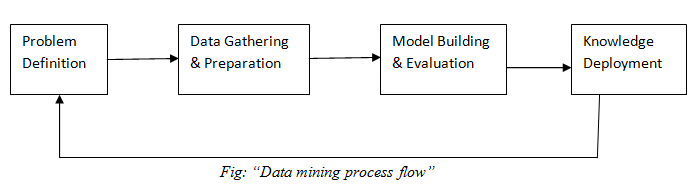 Problem
Definition
Data Gathering
& Preparation
Model Building
& Evaluation
Knowledge
Deployment
Fig: “Data mining process flow”